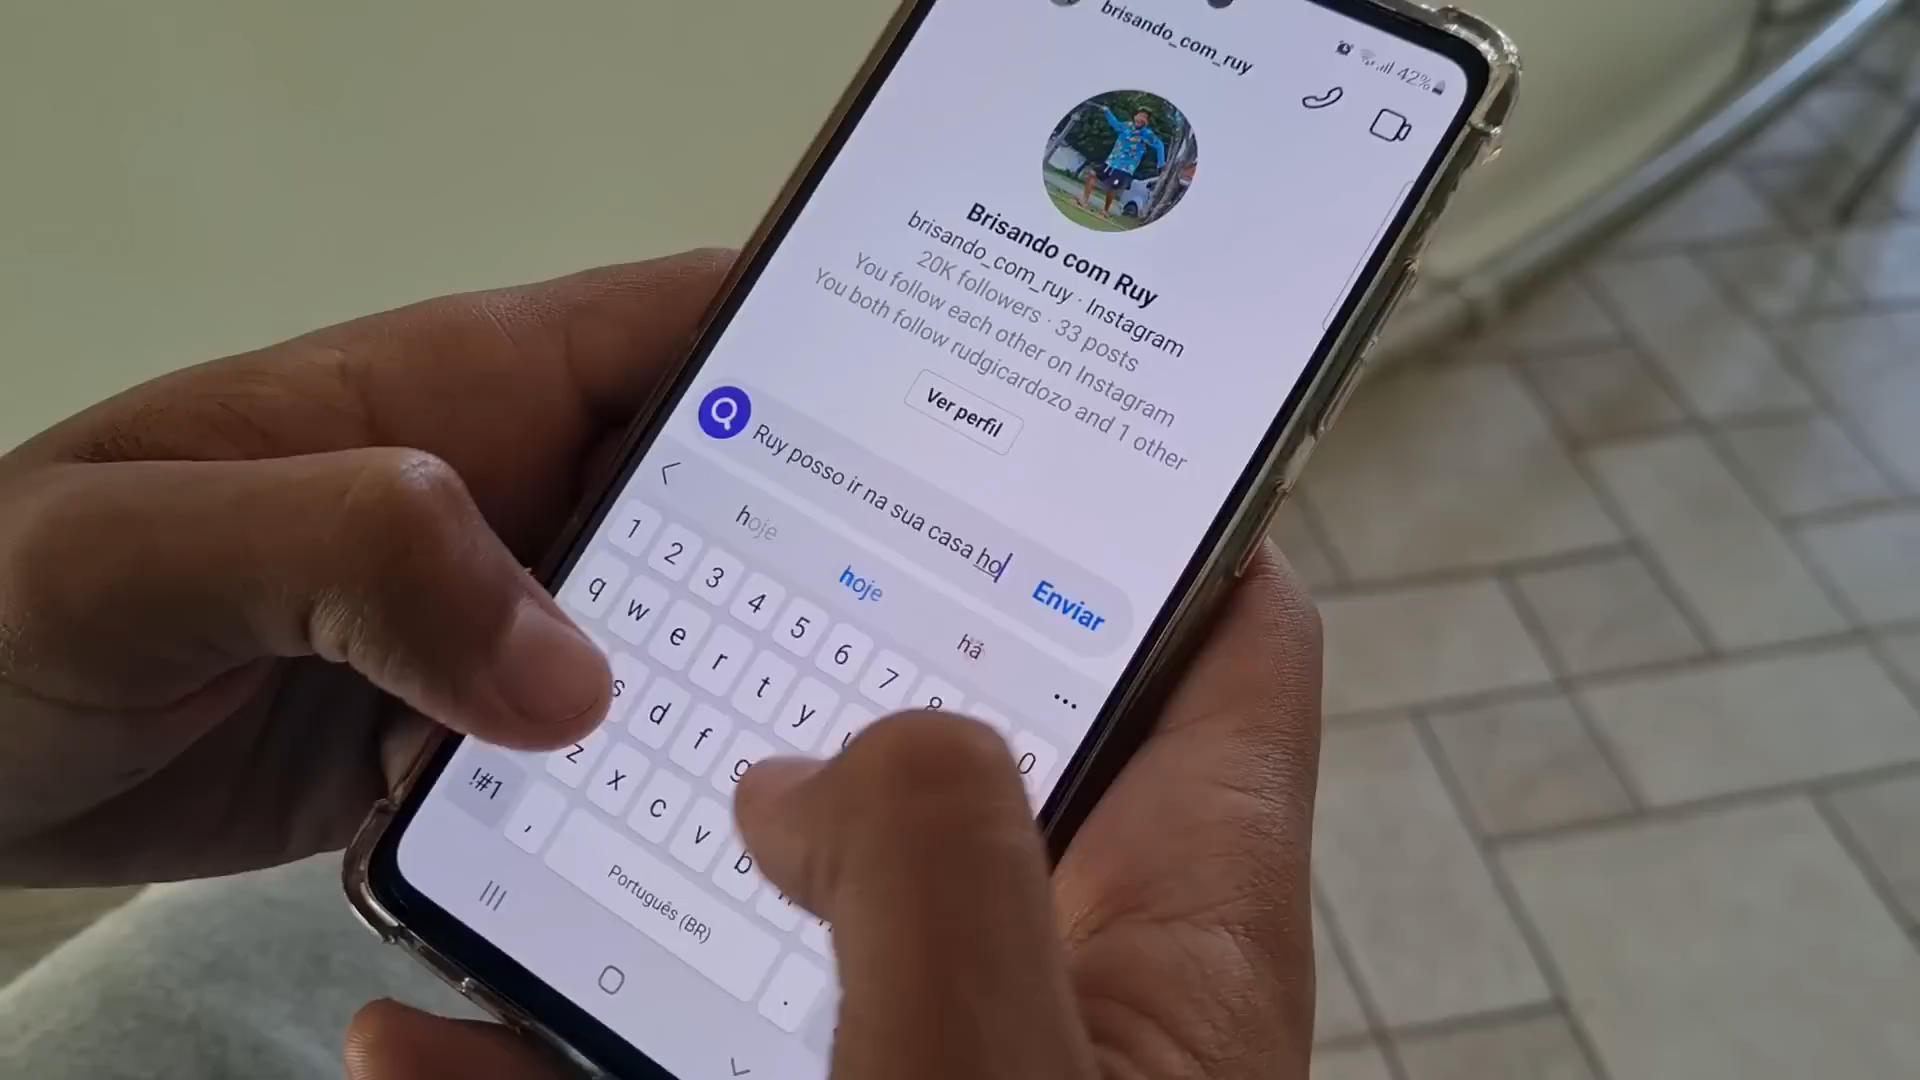 brisando_com_ruy
42%
Brisando com Ruy
brisando_com_ruy · Instagram
20K followers · 33 posts
You follow each other on Instagram
You both follow rudgicardozo and 1 other
Ver perfil
Ruy posso ir na sua casa ho
Enviar
hoje
hoje
há
1 2 3 4 5 6 7 8 0
q w e r t y u
s d f g
!#1 z x c v b
, Português (BR) .